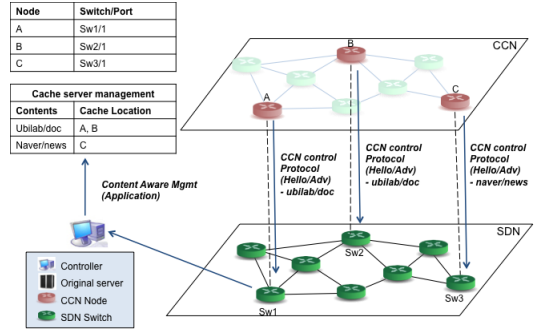 Node Switch/Port
A Sw1/1
B Sw2/1
C Sw3/1
Cache server management
Contents Cache Location
Ubilab/doc A, B
Naver/news C
Content Aware Mgmt
(Application)
Controller
Original server
CCN Node
SDN Switch
CCN
B
A
C
CCN control
Protocol
(Hello/Adv)
- ubilab/doc
CCN control
Protocol
(Hello/Adv)
- ubilab/doc
CCN control
Protocol
(Hello/Adv)
- naver/news
SDN
Sw2
Sw1
Sw3